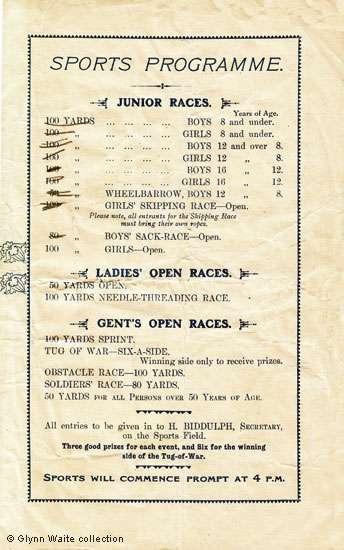 SPORTS PROGRAMME.
JUNIOR RACES.
Years of Age.
100 YARDS ... ... ... ... BOYS 8 and under.
100 „ ... ... ... ... GIRLS 8 and under.
100 „ ... ... ... ... BOYS 12 and over 8.
100 „ ... ... ... ... GIRLS 12 „ 8.
100 „ ... ... ... ... BOYS 16 „ 12.
100 „ ... ... ... ... GIRLS 16 „ 12.
„ WHEELBARROW, BOYS 12 „ 8.
„ GIRLS' SKIPPING RACE—Open.
Please note, all entrants for the Shipping Race
must bring their own ropes.
80 „ BOYS' SACK-RACE—Open.
100 „ GIRLS—Open.
LADIES' OPEN RACES.
50 YARDS OPEN.
100 YARDS NEEDLE-THREADING RACE.
GENT'S OPEN RACES.
100 YARDS SPRINT.
TUG OF WAR—SIX-A-SIDE.
Winning side only to receive prizes.
OBSTACLE RACE—100 YARDS.
SOLDIERS' RACE—80 YARDS.
50 YARDS FOR ALL PERSONS OVER 50 YEARS OF AGE.
All entries to be given in to H. BIDDULPH, SECRETARY,
on the Sports Field.
Three good prizes for each event, and Six for the winning
side of the Tug-of-War.
SPORTS WILL COMMENCE PROMPT AT 4 P.M.
© Glynn Waite collection